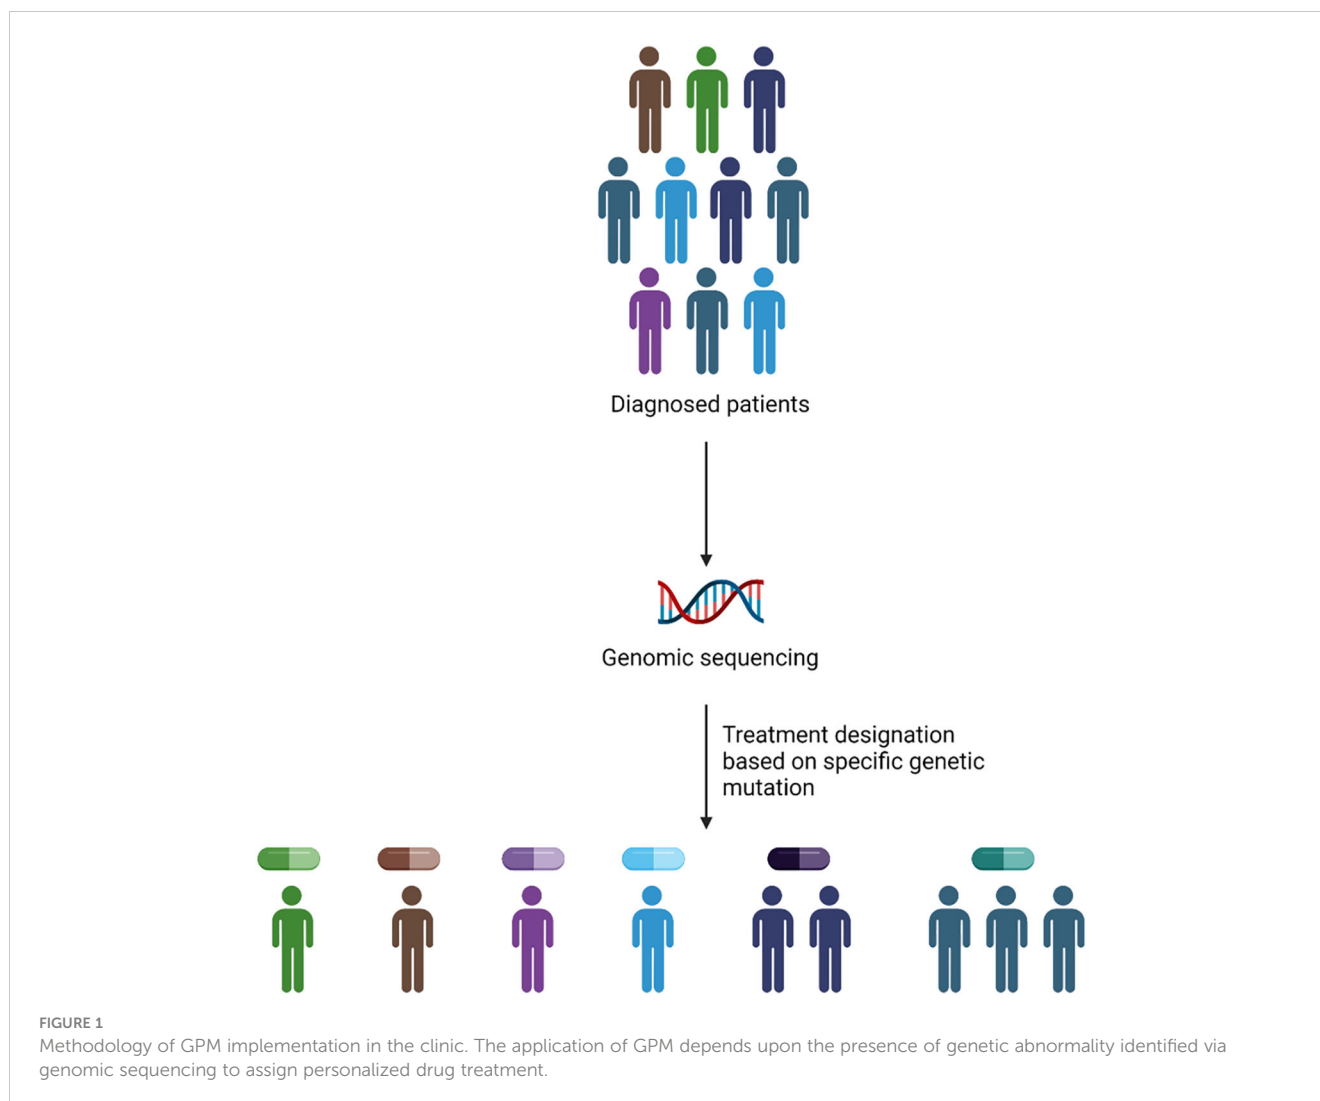 Diagnosed patients
Genomic sequencing
Treatment designation
based on specific genetic
mutation
FIGURE 1
Methodology of GPM implementation in the clinic. The application of GPM depends upon the presence of genetic abnormality identified via
genomic sequencing to assign personalized drug treatment.